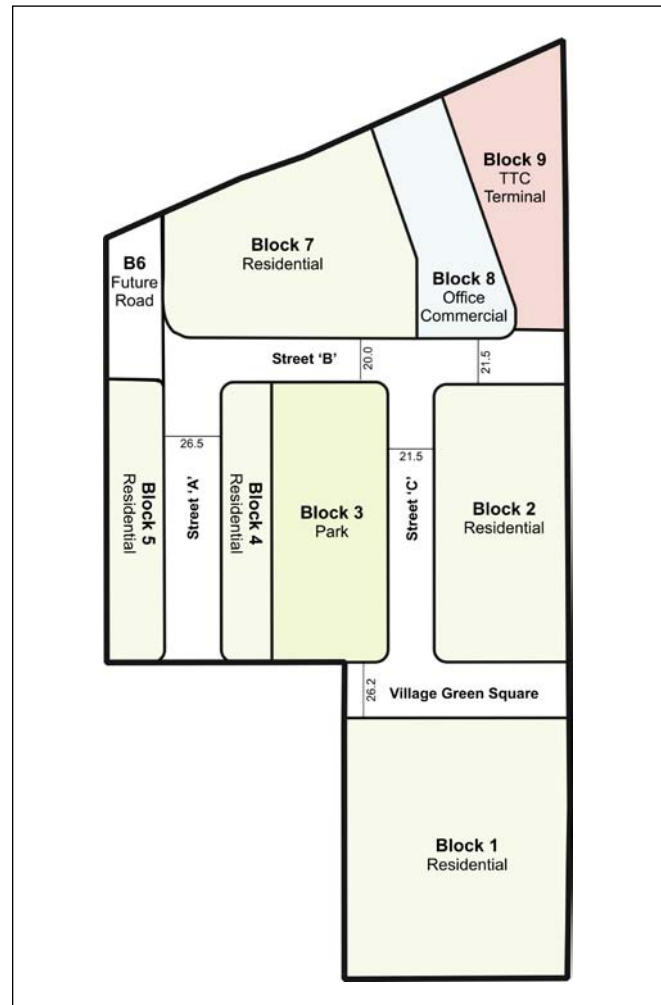 Block 9
TTC
Terminal
Block 7
Residential
B6
Future
Road
Block 8
Office
Commercial
Street ‘B’
20.0
21.5
26.5
21.5
Block 5
Residential
Street ‘A’
Block 4
Residential
Block 3
Park
Street ‘C’
Block 2
Residential
26.2
Village Green Square
Block 1
Residential